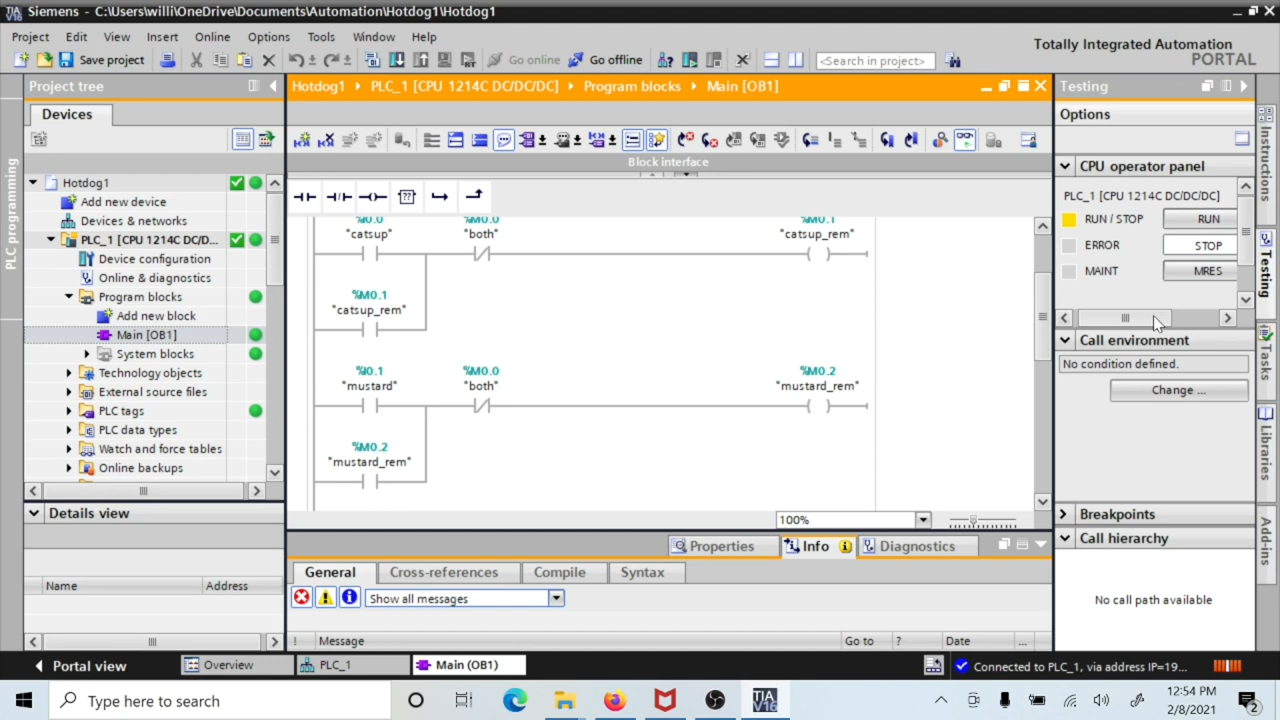 Siemens - C:\Users\willi\OneDrive\Documents\Automation\Hotdog1\Hotdog1
Project Edit View Insert Online Options Tools Window Help
Totally Integrated Automation
PORTAL
Save project
Go online
Go offline
<Search in project>
Project tree
Hotdog1 PLC_1 [CPU 1214C DC/DC/DC] Program blocks Main [OB1]
Testing
Devices
Options
Block interface
PLC programming
Hotdog1
Add new device
Devices & networks
PLC_1 [CPU 1214C DC/D...
Device configuration
Online & diagnostics
Program blocks
Add new block
Main [OB1]
System blocks
Technology objects
External source files
PLC tags
PLC data types
Watch and force tables
Online backups
%I0.0 %M0.0 %M0.1
"catsup" "both" "catsup_rem"
%M0.1
"catsup_rem"
%I0.1 %M0.0 %M0.2
"mustard" "both" "mustard_rem"
%M0.2
"mustard_rem"
100%
CPU operator panel
PLC_1 [CPU 1214C DC/DC/DC]
RUN / STOP RUN
ERROR STOP
MAINT MRES
Call environment
No condition defined.
Change ...
Breakpoints
Call hierarchy
No call path available
Instructions
Testing
Tasks
Libraries
Add-ins
Details view
Name Address
Properties Info Diagnostics
General Cross-references Compile Syntax
Show all messages
! Message Go to ? Date ...
Portal view Overview PLC_1 Main (OB1)
Connected to PLC_1, via address IP=19...
Type here to search
12:54 PM
2/8/2021
2